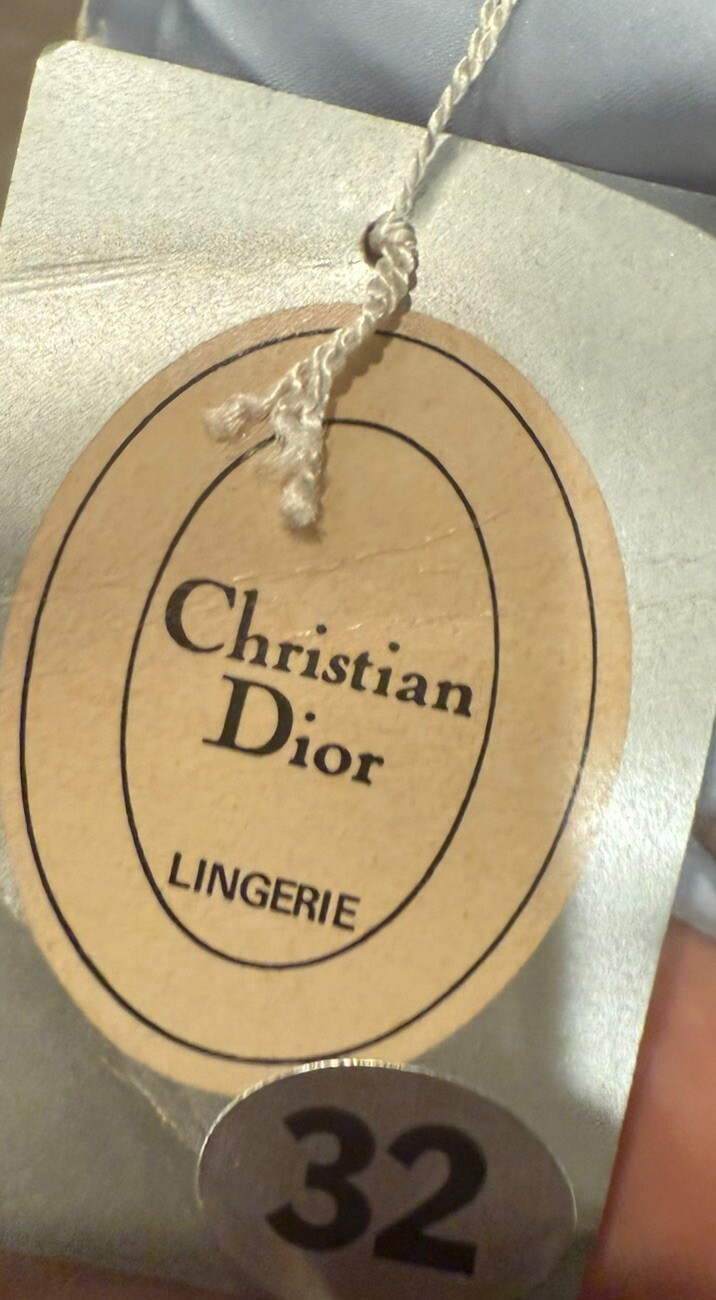 Christian
Dior
LINGERIE
32